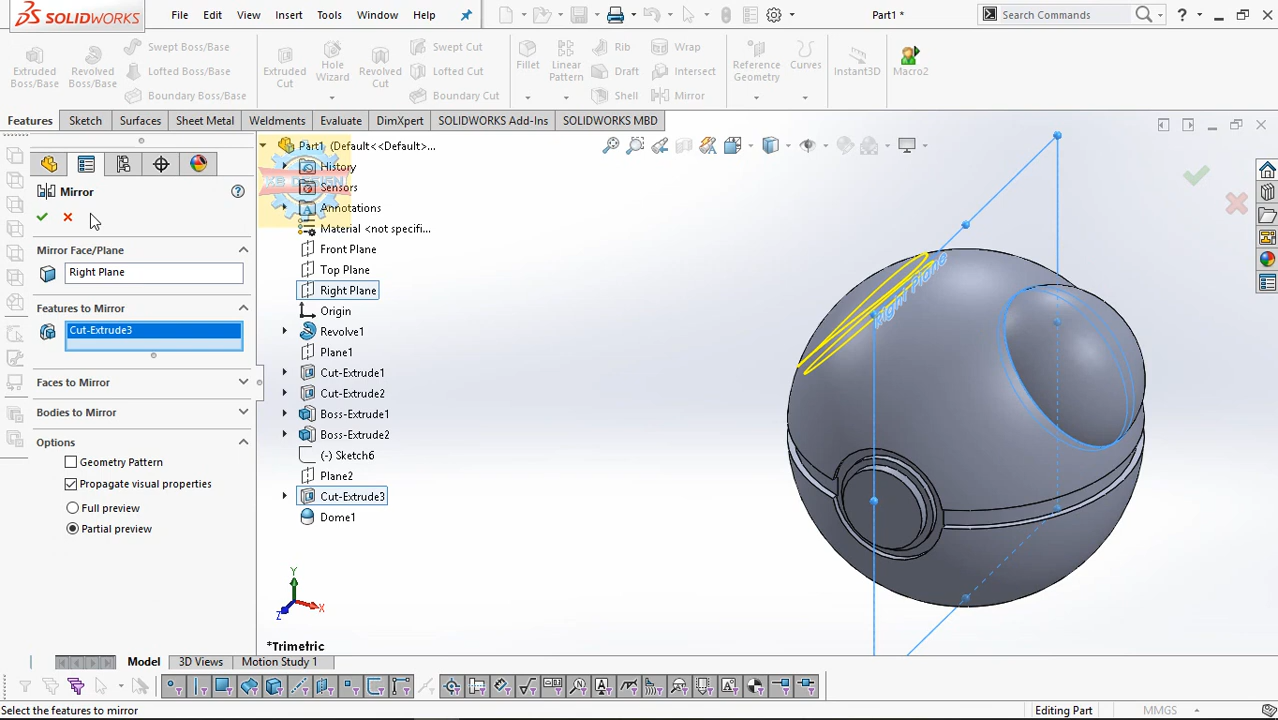 SOLIDWORKS File Edit View Insert Tools Window Help Part1 * Search Commands
Extruded Boss/Base
Revolved Boss/Base
Swept Boss/Base
Lofted Boss/Base
Boundary Boss/Base
Extruded Cut
Hole Wizard
Revolved Cut
Swept Cut
Lofted Cut
Boundary Cut
Fillet
Linear Pattern
Rib
Draft
Shell
Wrap
Intersect
Mirror
Reference Geometry
Curves
Instant3D
Macro2
Features Sketch Surfaces Sheet Metal Weldments Evaluate DimXpert SOLIDWORKS Add-Ins SOLIDWORKS MBD
Mirror
Mirror Face/Plane
Right Plane
Features to Mirror
Cut-Extrude3
Faces to Mirror
Bodies to Mirror
Options
Geometry Pattern
Propagate visual properties
Full preview
Partial preview
Part1 (Default<<Default>...
History
Sensors
Annotations
Material <not specifi...
Front Plane
Top Plane
Right Plane
Origin
Revolve1
Plane1
Cut-Extrude1
Cut-Extrude2
Boss-Extrude1
Boss-Extrude2
(-) Sketch6
Plane2
Cut-Extrude3
Dome1
Right Plane
Y
X
Z
*Trimetric
Model 3D Views Motion Study 1
Select the features to mirror Editing Part MMGS